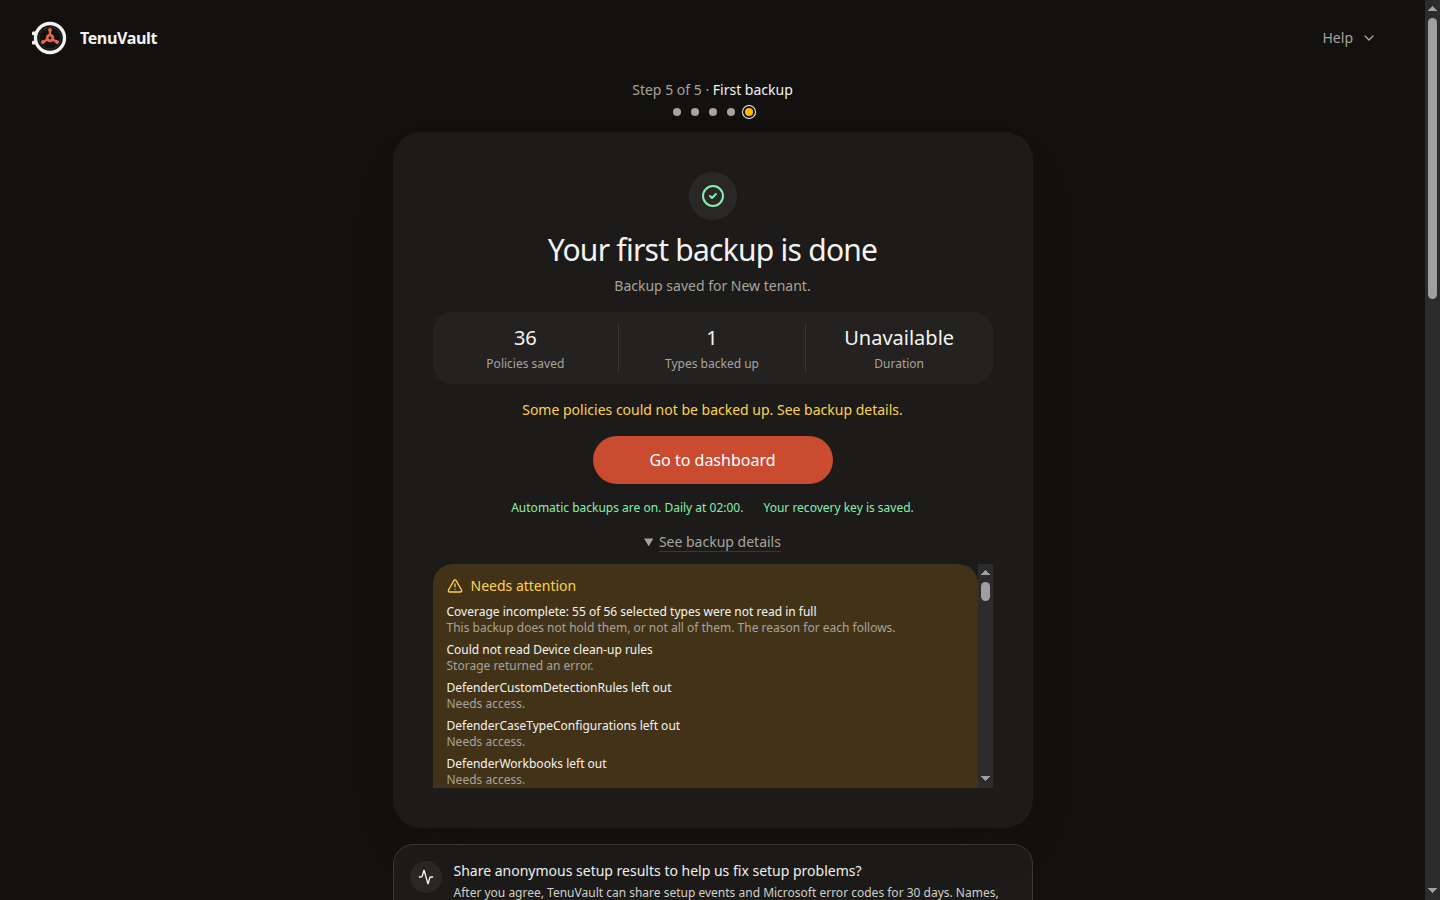 TenuVault
Help
Step 5 of 5 · First backup
Your first backup is done
Backup saved for New tenant.
36
Policies saved
1
Types backed up
Unavailable
Duration
Some policies could not be backed up. See backup details.
Go to dashboard
Automatic backups are on. Daily at 02:00. Your recovery key is saved.
▼ See backup details
Needs attention
Coverage incomplete: 55 of 56 selected types were not read in full
This backup does not hold them, or not all of them. The reason for each follows.
Could not read Device clean-up rules
Storage returned an error.
DefenderCustomDetectionRules left out
Needs access.
DefenderCaseTypeConfigurations left out
Needs access.
DefenderWorkbooks left out
Needs access.
Share anonymous setup results to help us fix setup problems?
After you agree, TenuVault can share setup events and Microsoft error codes for 30 days. Names,